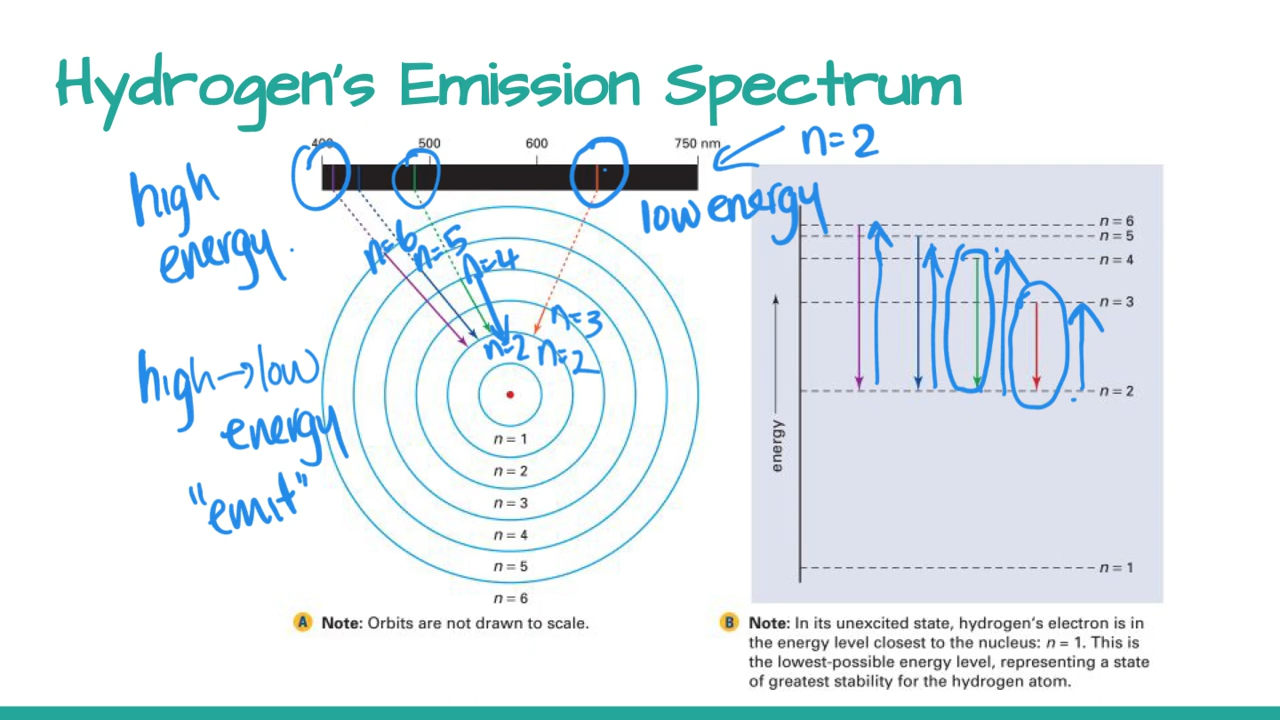 Hydrogen's Emission Spectrum
400 500 600 750 nm
n=2
high
energy.
low energy
n=6 n=5 n=4
n=3
n=2 n=2
high→low
energy
"emit"
n = 1
n = 2
n = 3
n = 4
n = 5
n = 6
A Note: Orbits are not drawn to scale.
n = 6
n = 5
n = 4
n = 3
n = 2
energy
n = 1
B Note: In its unexcited state, hydrogen's electron is in
the energy level closest to the nucleus: n = 1. This is
the lowest-possible energy level, representing a state
of greatest stability for the hydrogen atom.